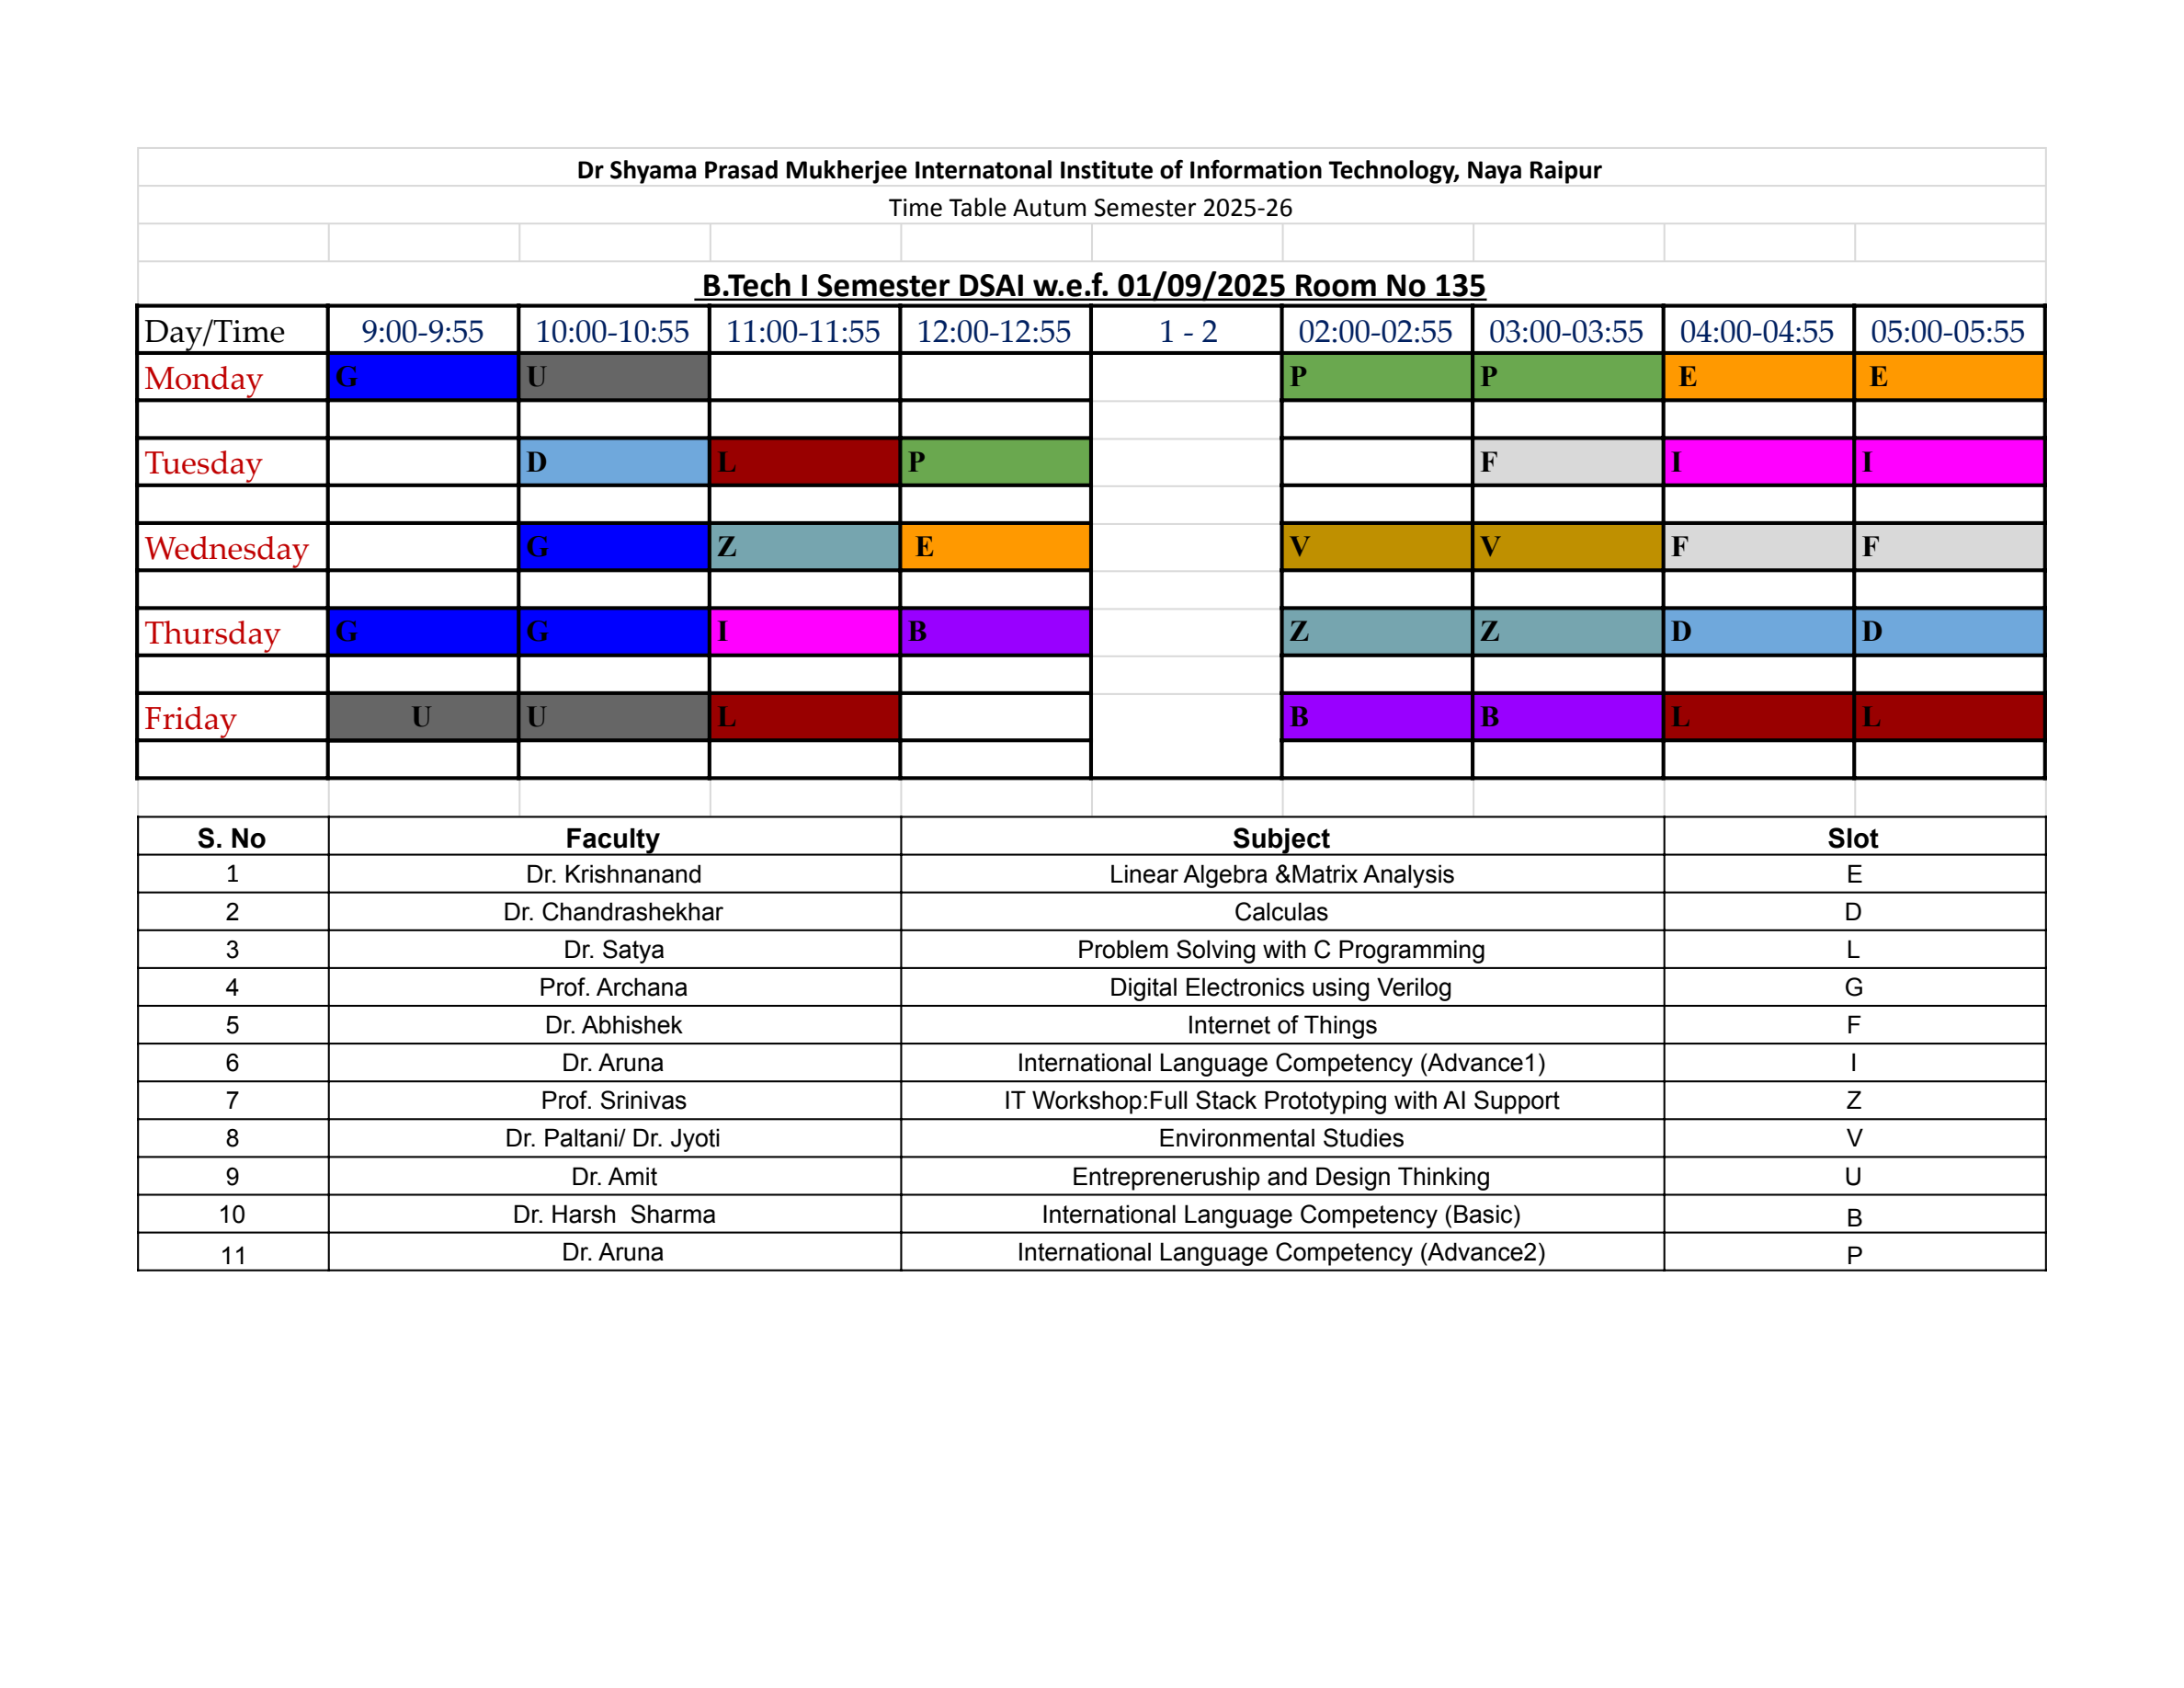 Dr Shyama Prasad Mukherjee Internatonal Institute of Information Technology, Naya Raipur
Time Table Autum Semester 2025-26
B.Tech I Semester DSAI w.e.f. 01/09/2025 Room No 135
Day/Time 9:00-9:55 10:00-10:55 11:00-11:55 12:00-12:55 1 - 2 02:00-02:55 03:00-03:55 04:00-04:55 05:00-05:55
Monday G U P P E E
Tuesday D L P F I I
Wednesday G Z E V V F F
Thursday G G I B Z Z D D
Friday U U L B B L L
S. No Faculty Subject Slot
1 Dr. Krishnanand Linear Algebra &Matrix Analysis E
2 Dr. Chandrashekhar Calculas D
3 Dr. Satya Problem Solving with C Programming L
4 Prof. Archana Digital Electronics using Verilog G
5 Dr. Abhishek Internet of Things F
6 Dr. Aruna International Language Competency (Advance1) I
7 Prof. Srinivas IT Workshop:Full Stack Prototyping with AI Support Z
8 Dr. Paltani/ Dr. Jyoti Environmental Studies V
9 Dr. Amit Entrepreneruship and Design Thinking U
10 Dr. Harsh Sharma International Language Competency (Basic) B
11 Dr. Aruna International Language Competency (Advance2) P